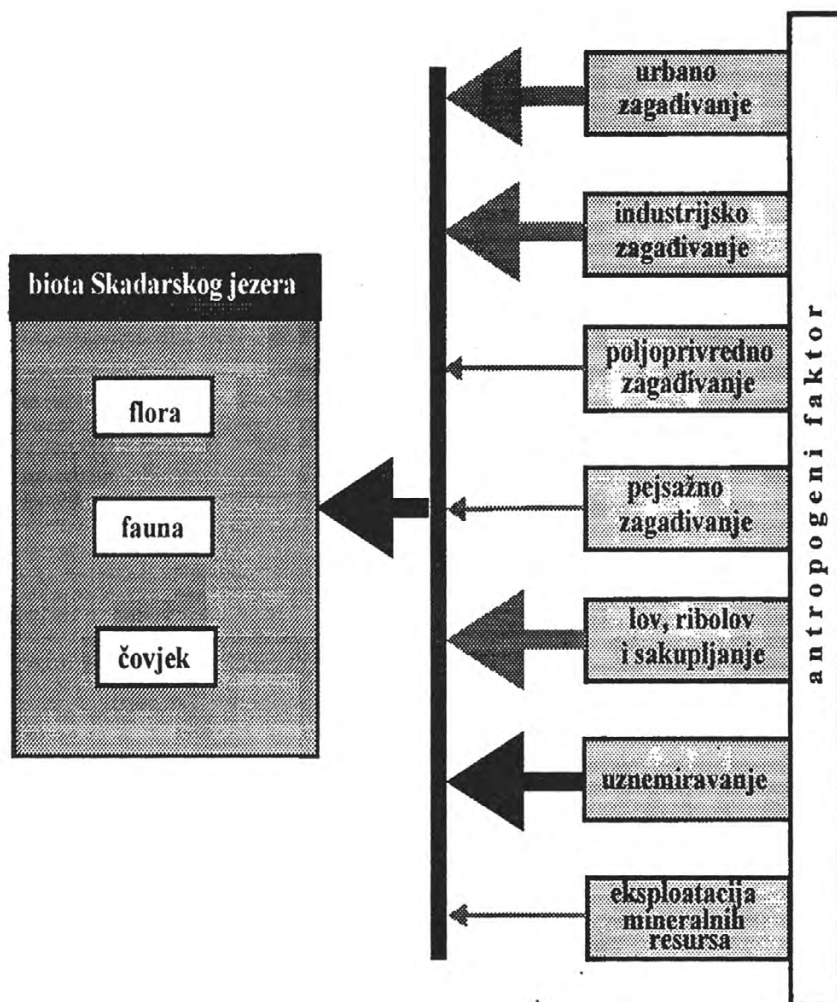 biota Skadarskog jezera
flora
fauna
čovjek
urbano
zagađivanje
industrijsko
zagađivanje
poljoprivredno
zagađivanje
pejsažno
zagađivanje
lov, ribolov
i sakupljanje
uznemiravanje
eksploatacija
mineralnih
resursa
antropogeni faktor